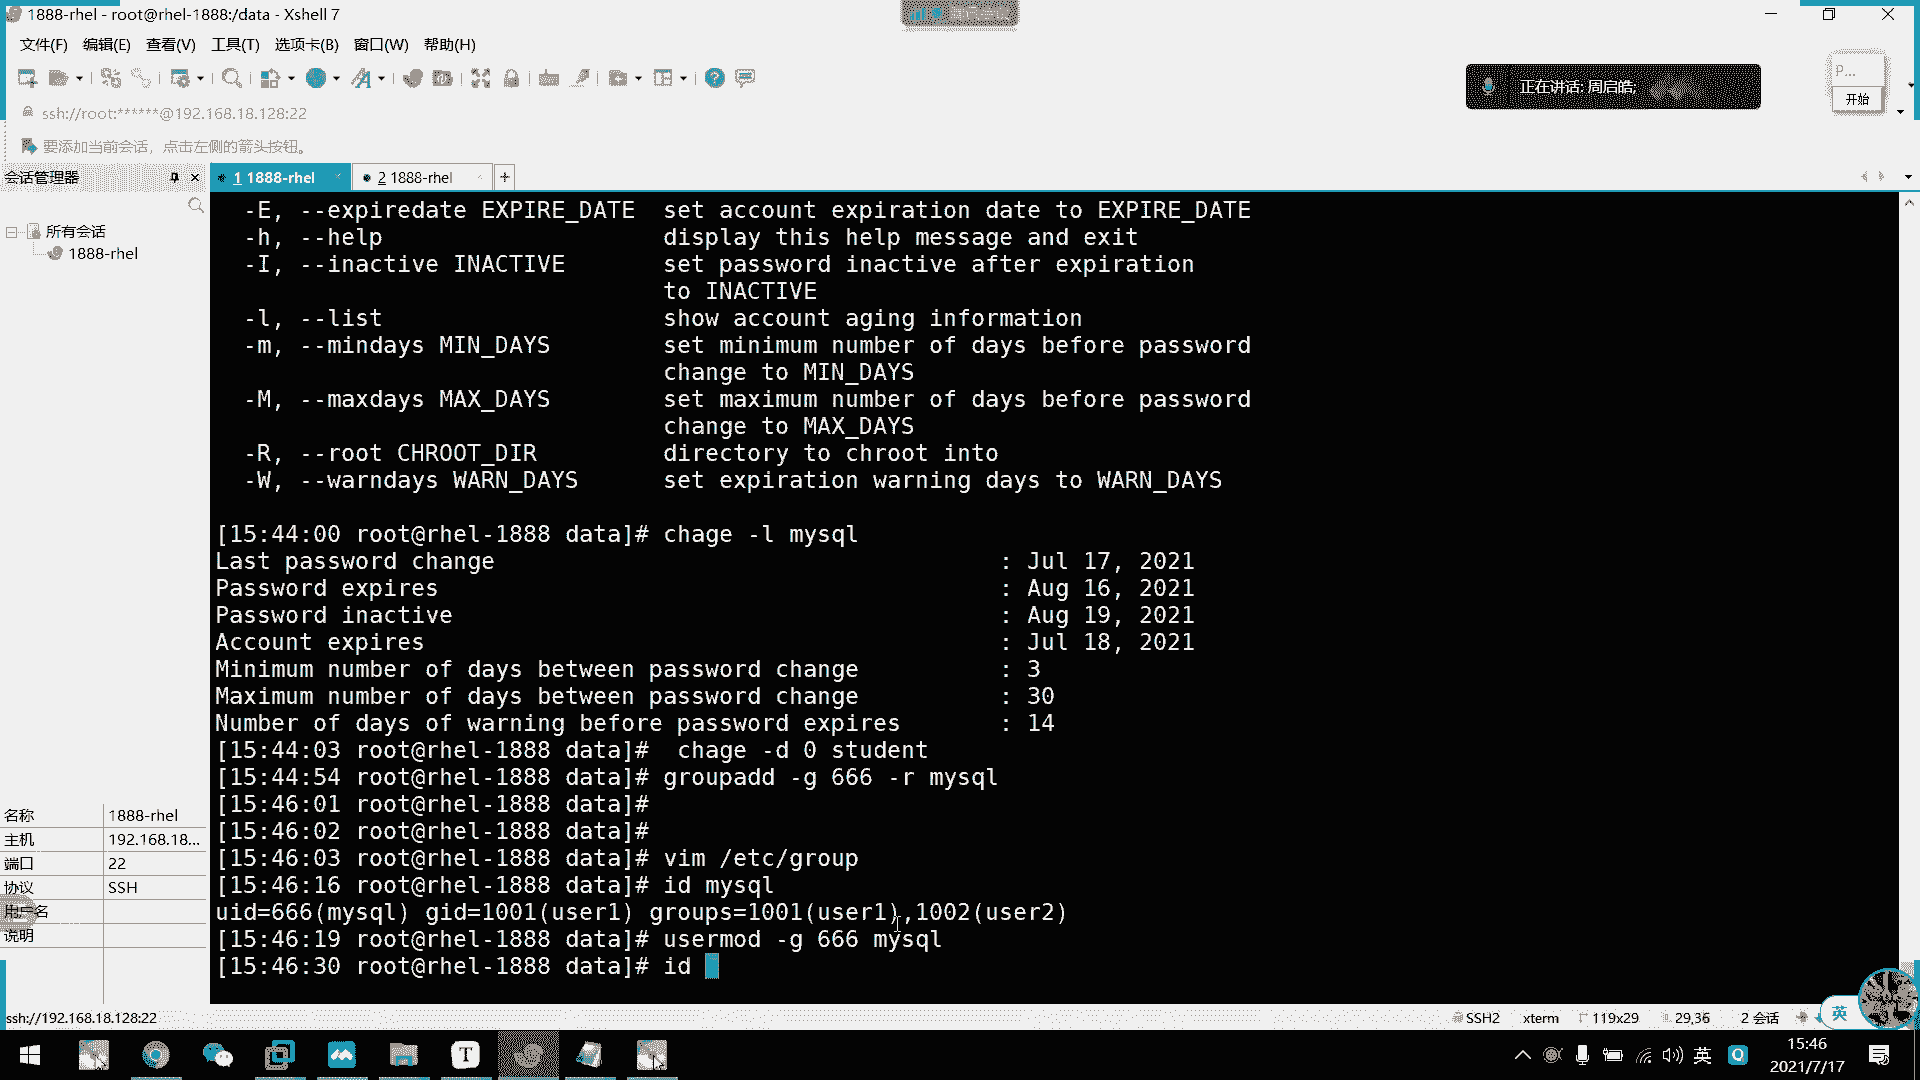 1888-rhel - root@rhel-1888:/data - Xshell 7
文件(F) 编辑(E) 查看(V) 工具(T) 选项卡(B) 窗口(W) 帮助(H)
正在讲话: 周启皓;
P...
开始
ssh://root:******@192.168.18.128:22
要添加当前会话，点击左侧的箭头按钮。
会话管理器
1 1888-rhel
2 1888-rhel
所有会话
1888-rhel
-E, --expiredate EXPIRE_DATE  set account expiration date to EXPIRE_DATE
-h, --help                    display this help message and exit
-I, --inactive INACTIVE       set password inactive after expiration
to INACTIVE
-l, --list                    show account aging information
-m, --mindays MIN_DAYS        set minimum number of days before password
change to MIN_DAYS
-M, --maxdays MAX_DAYS        set maximum number of days before password
change to MAX_DAYS
-R, --root CHROOT_DIR         directory to chroot into
-W, --warndays WARN_DAYS      set expiration warning days to WARN_DAYS
[15:44:00 root@rhel-1888 data]# chage -l mysql
Last password change : Jul 17, 2021
Password expires : Aug 16, 2021
Password inactive : Aug 19, 2021
Account expires : Jul 18, 2021
Minimum number of days between password change : 3
Maximum number of days between password change : 30
Number of days of warning before password expires : 14
[15:44:03 root@rhel-1888 data]#  chage -d 0 student
[15:44:54 root@rhel-1888 data]# groupadd -g 666 -r mysql
[15:46:01 root@rhel-1888 data]#
[15:46:02 root@rhel-1888 data]#
[15:46:03 root@rhel-1888 data]# vim /etc/group
[15:46:16 root@rhel-1888 data]# id mysql
uid=666(mysql) gid=1001(user1) groups=1001(user1),1002(user2)
[15:46:19 root@rhel-1888 data]# usermod -g 666 mysql
[15:46:30 root@rhel-1888 data]# id
名称 1888-rhel
主机 192.168.18...
端口 22
协议 SSH
用户名
说明
ssh://192.168.18.128:22
SSH2 xterm 119x29 29,36 2 会话
英
英
15:46
2021/7/17